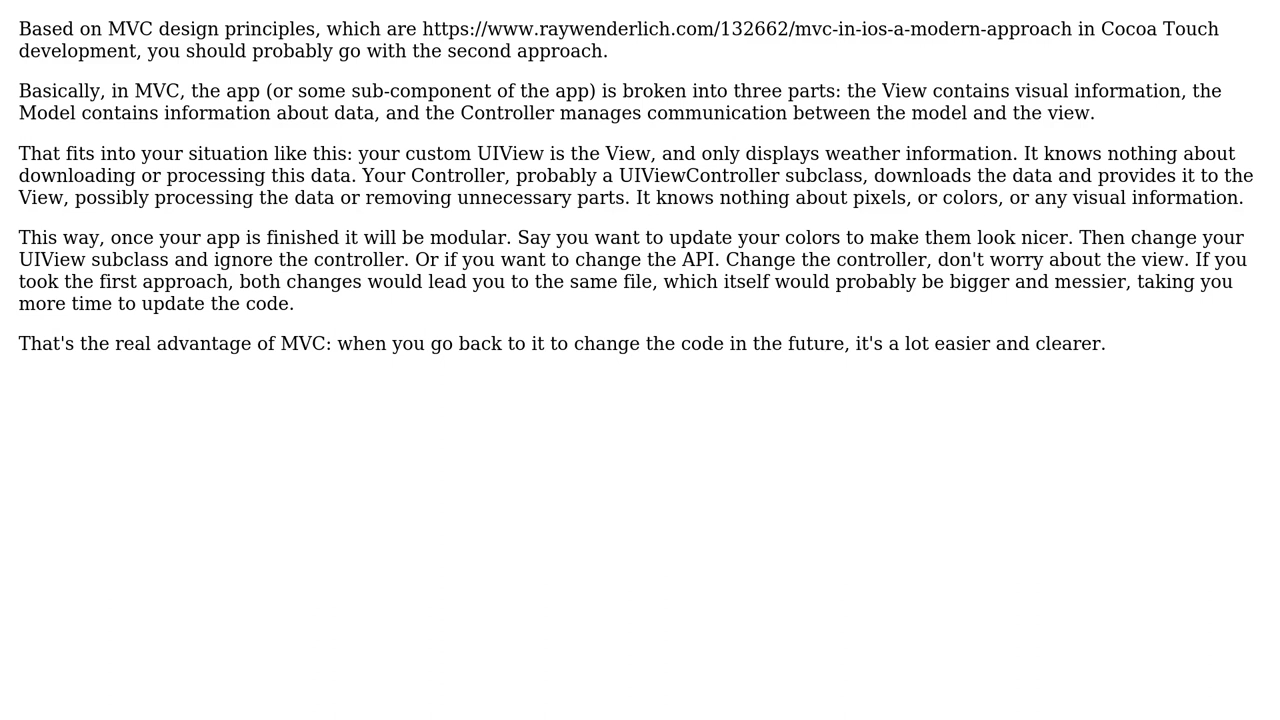 Based on MVC design principles, which are https://www.raywenderlich.com/132662/mvc-in-ios-a-modern-approach in Cocoa Touch
development, you should probably go with the second approach.
Basically, in MVC, the app (or some sub-component of the app) is broken into three parts: the View contains visual information, the
Model contains information about data, and the Controller manages communication between the model and the view.
That fits into your situation like this: your custom UIView is the View, and only displays weather information. It knows nothing about
downloading or processing this data. Your Controller, probably a UIViewController subclass, downloads the data and provides it to the
View, possibly processing the data or removing unnecessary parts. It knows nothing about pixels, or colors, or any visual information.
This way, once your app is finished it will be modular. Say you want to update your colors to make them look nicer. Then change your
UIView subclass and ignore the controller. Or if you want to change the API. Change the controller, don't worry about the view. If you
took the first approach, both changes would lead you to the same file, which itself would probably be bigger and messier, taking you
more time to update the code.
That's the real advantage of MVC: when you go back to it to change the code in the future, it's a lot easier and clearer.